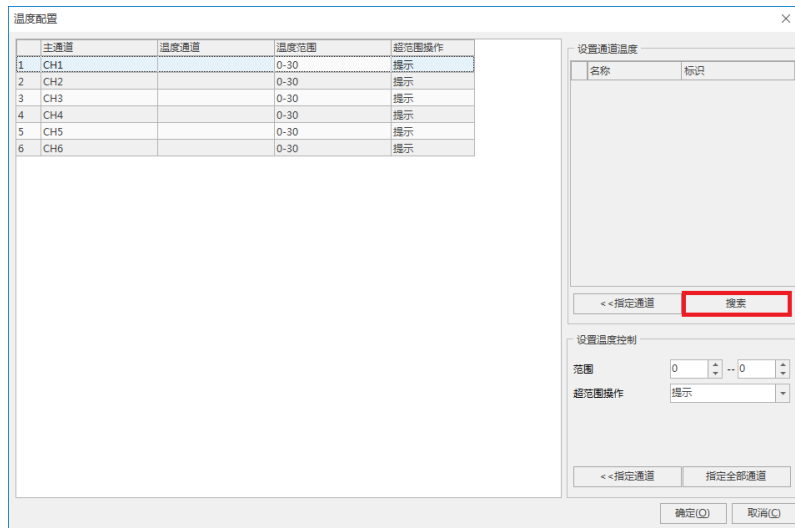 温度配置
主通道 温度通道 温度范围 超范围操作
1 CH1 0-30 提示
2 CH2 0-30 提示
3 CH3 0-30 提示
4 CH4 0-30 提示
5 CH5 0-30 提示
6 CH6 0-30 提示
设置通道温度
名称 标识
<<指定通道 搜索
设置温度控制
范围 0 -- 0
超范围操作 提示
<<指定通道 指定全部通道
确定(O) 取消(C)